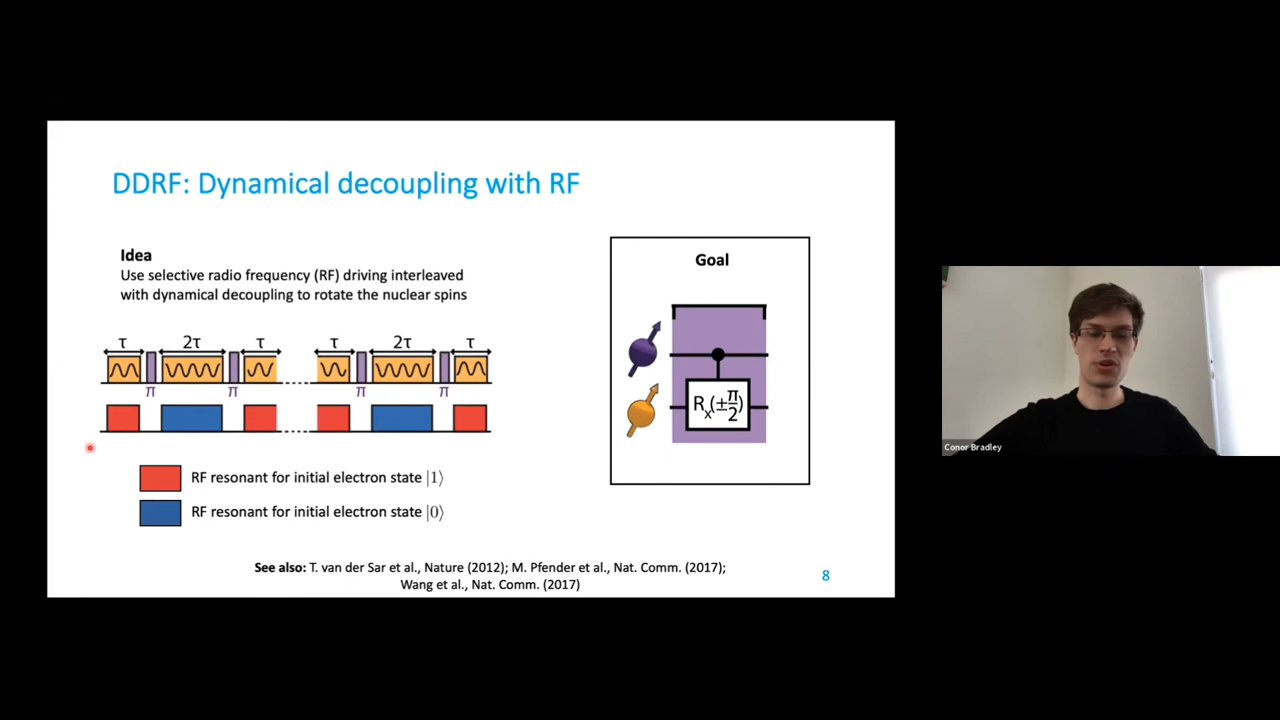 DDRF: Dynamical decoupling with RF
Idea
Use selective radio frequency (RF) driving interleaved
with dynamical decoupling to rotate the nuclear spins
τ 2τ τ τ 2τ τ
π π π π
RF resonant for initial electron state |1⟩
RF resonant for initial electron state |0⟩
Goal
Rx(±π/2)
See also: T. van der Sar et al., Nature (2012); M. Pfender et al., Nat. Comm. (2017);
Wang et al., Nat. Comm. (2017)
8
Conor Bradley